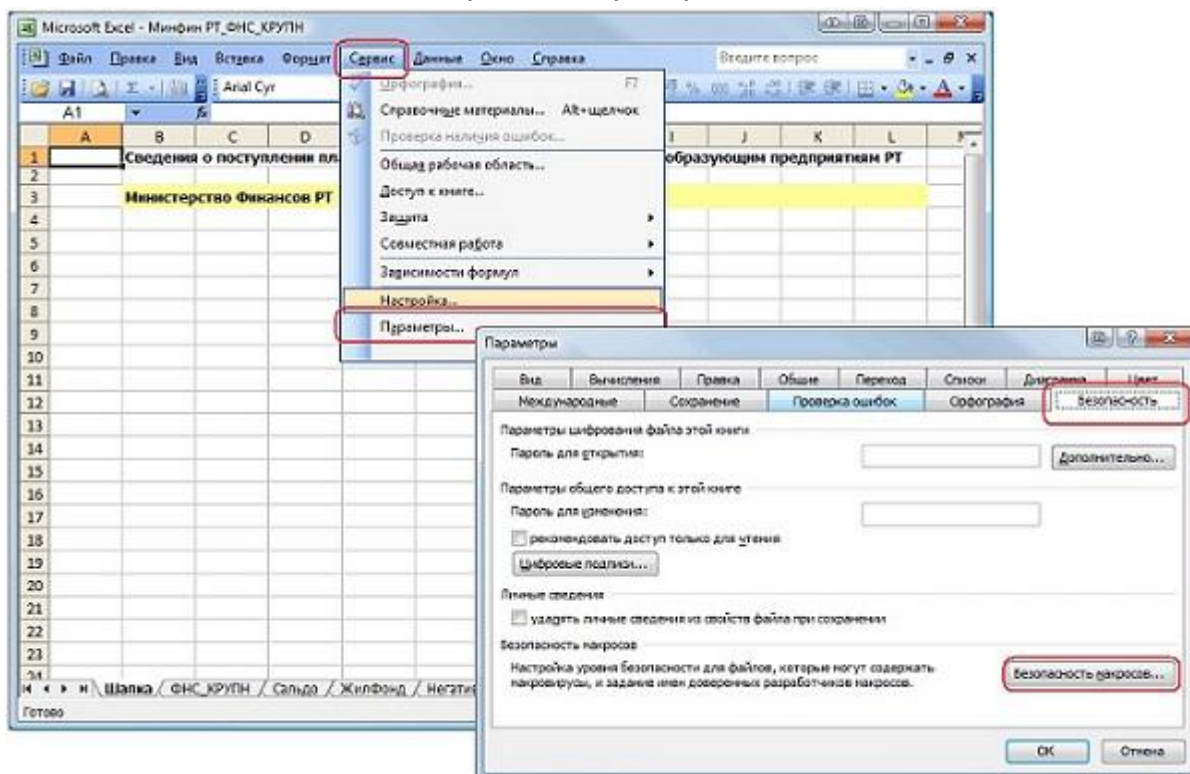 Microsoft Excel - Минфин РТ_ФНС_КРУПН
Файл Правка Вид Вставка Формат Сервис Данные Окно Справка Введите вопрос
Arial Cyr
A1 fx
A B C D I J K L
1 Сведения о поступлении пл образующим предприятиям РТ
2
3 Министерство Финансов РТ
4
5
6
7
8
9
10
11
12
13
14
15
16
17
18
19
20
21
22
23
24
Шапка / ФНС_КРУПН / Сальдо / ЖилФонд / Негатив
Готово
Орфография... F7
Справочные материалы... Alt+щелчок
Проверка наличия ошибок...
Общая рабочая область...
Доступ к книге...
Защита
Совместная работа
Зависимости формул
Настройка...
Параметры...
Параметры
Вид Вычисления Правка Общие Переход Списки Диаграмма Цвет
Международные Сохранение Проверка ошибок Орфография Безопасность
Параметры шифрования файла этой книги
Пароль для открытия:
Дополнительно...
Параметры общего доступа к этой книге
Пароль для изменения:
рекомендовать доступ только для чтения
Цифровые подписи...
Личные сведения
удалять личные сведения из свойств файла при сохранении
Безопасность макросов
Настройка уровня безопасности для файлов, которые могут содержать
макровирусы, и задание имен доверенных разработчиков макросов.
Безопасность макросов...
ОК Отмена